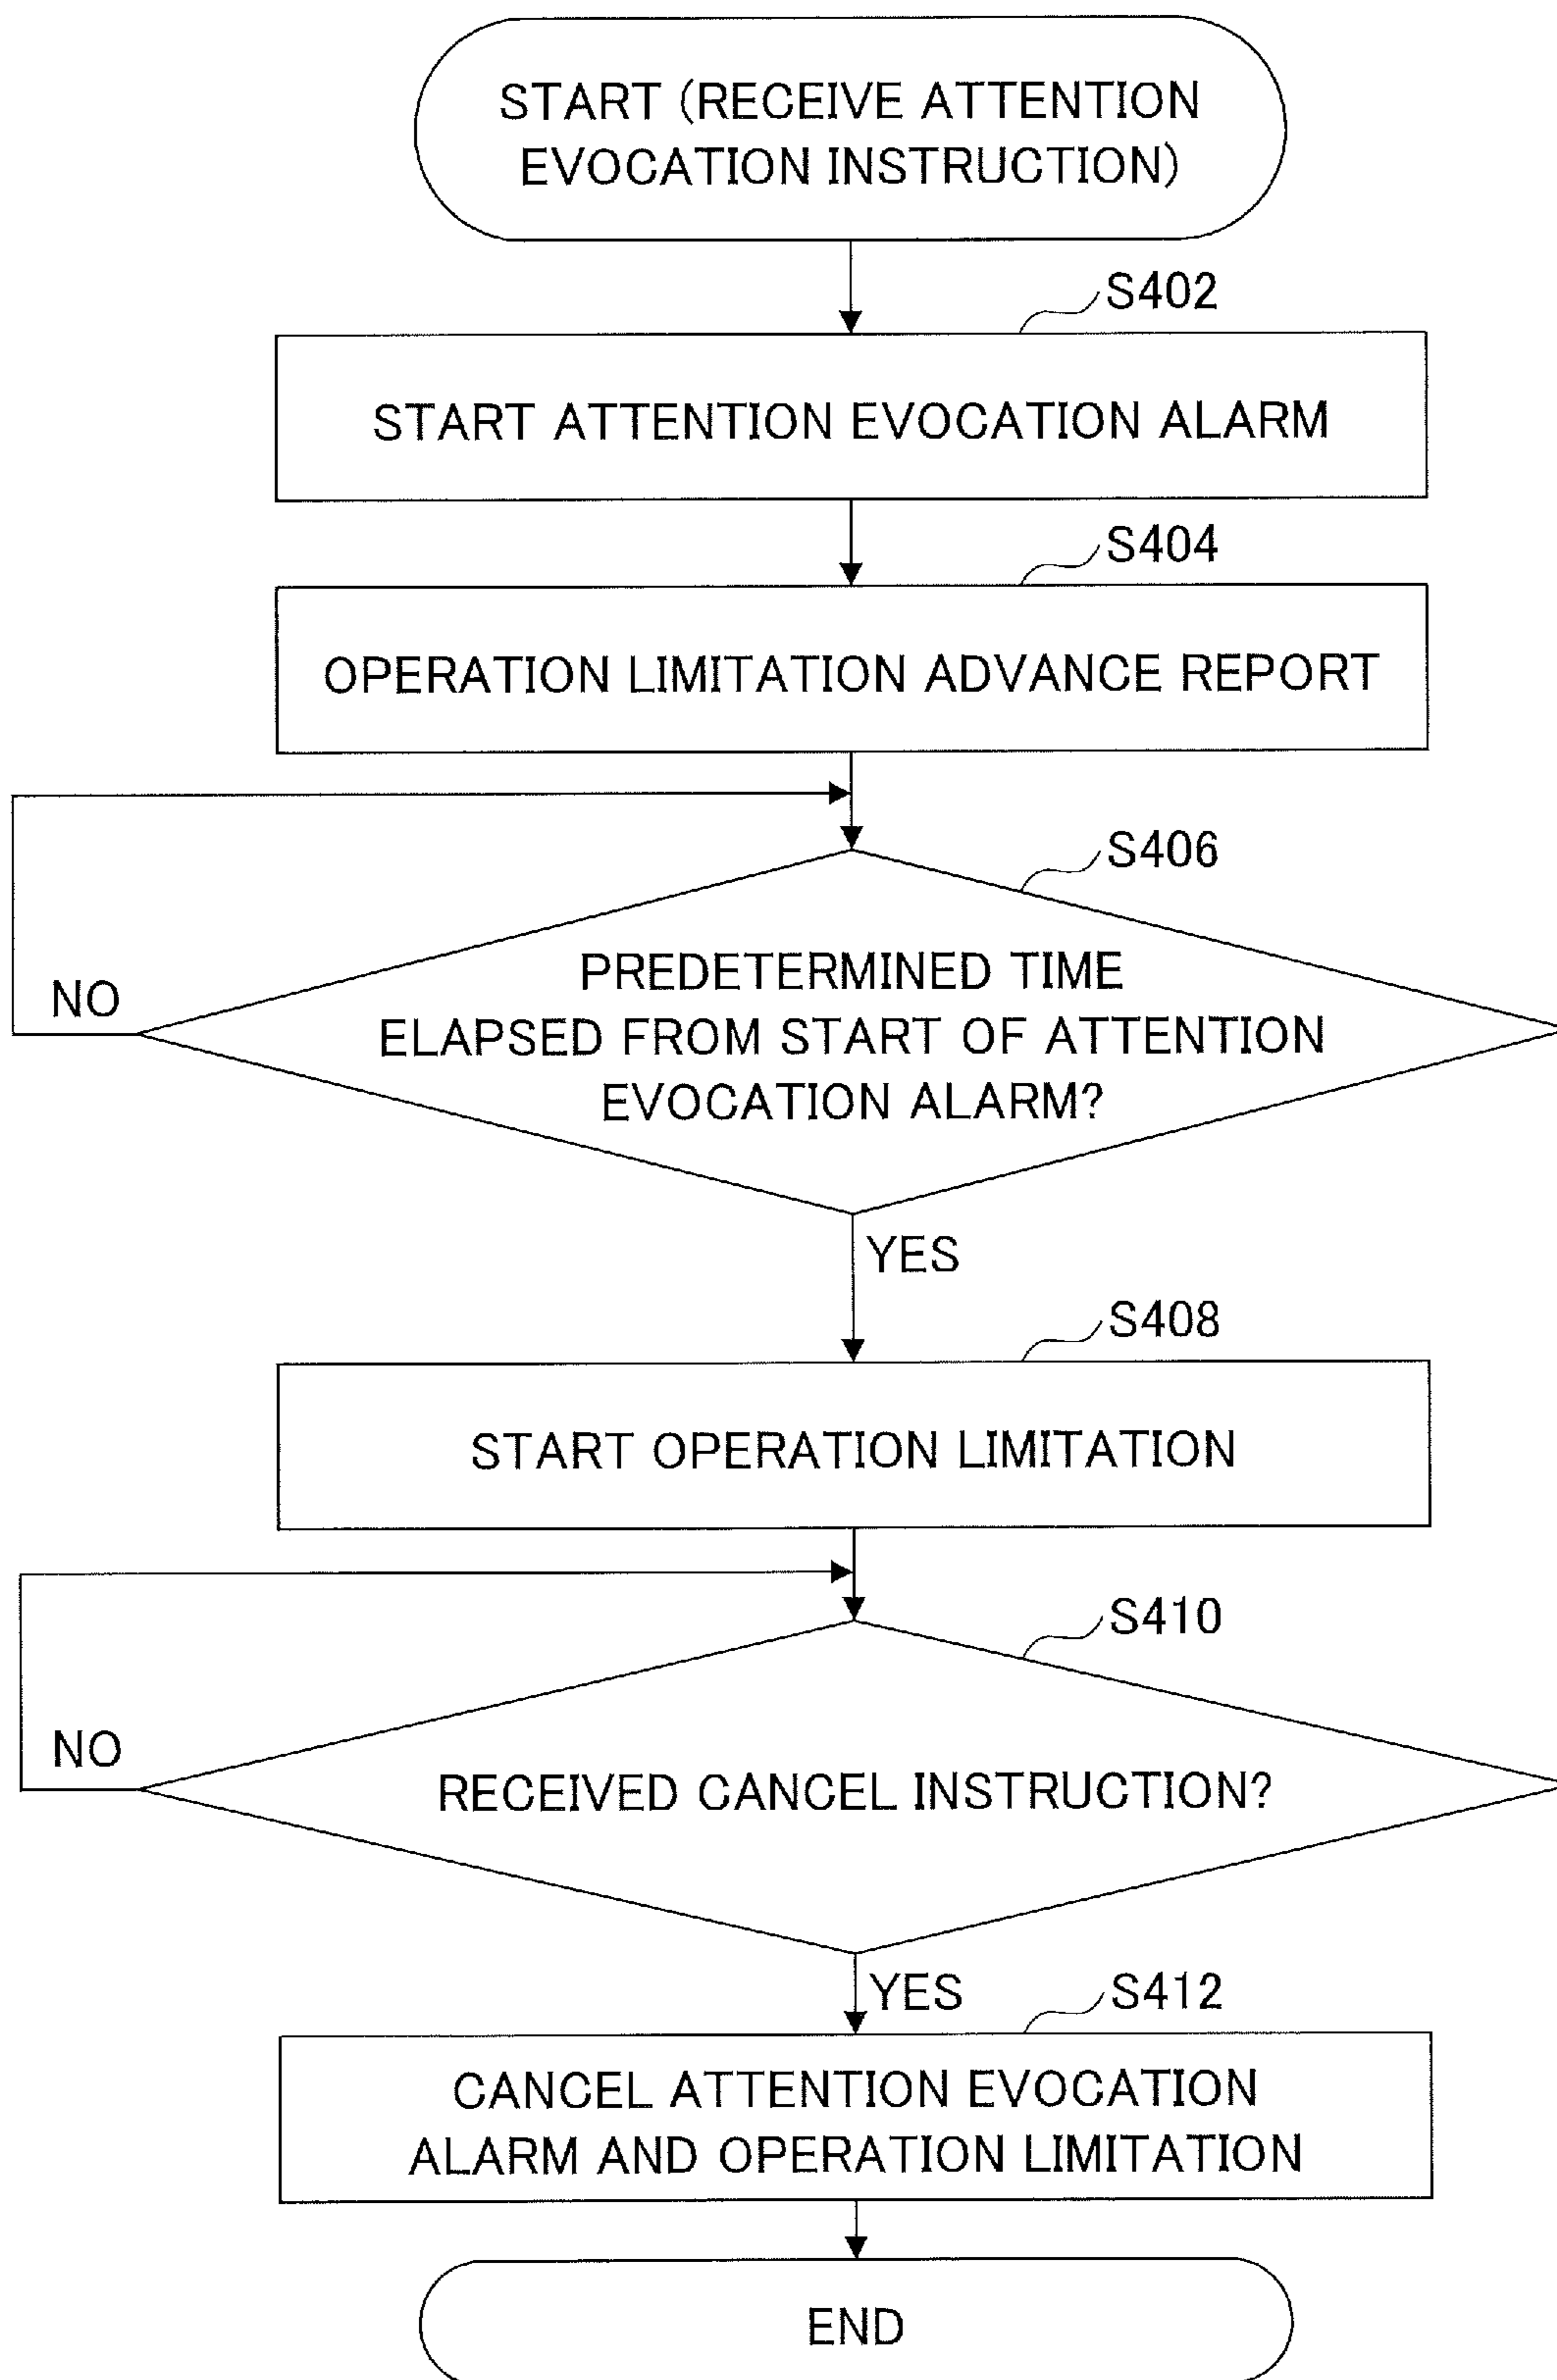 START (RECEIVE ATTENTION
EVOCATION INSTRUCTION)
S402
START ATTENTION EVOCATION ALARM
S404
OPERATION LIMITATION ADVANCE REPORT
S406
NO
PREDETERMINED TIME
ELAPSED FROM START OF ATTENTION
EVOCATION ALARM?
YES
S408
START OPERATION LIMITATION
S410
NO
RECEIVED CANCEL INSTRUCTION?
YES
S412
CANCEL ATTENTION EVOCATION
ALARM AND OPERATION LIMITATION
END